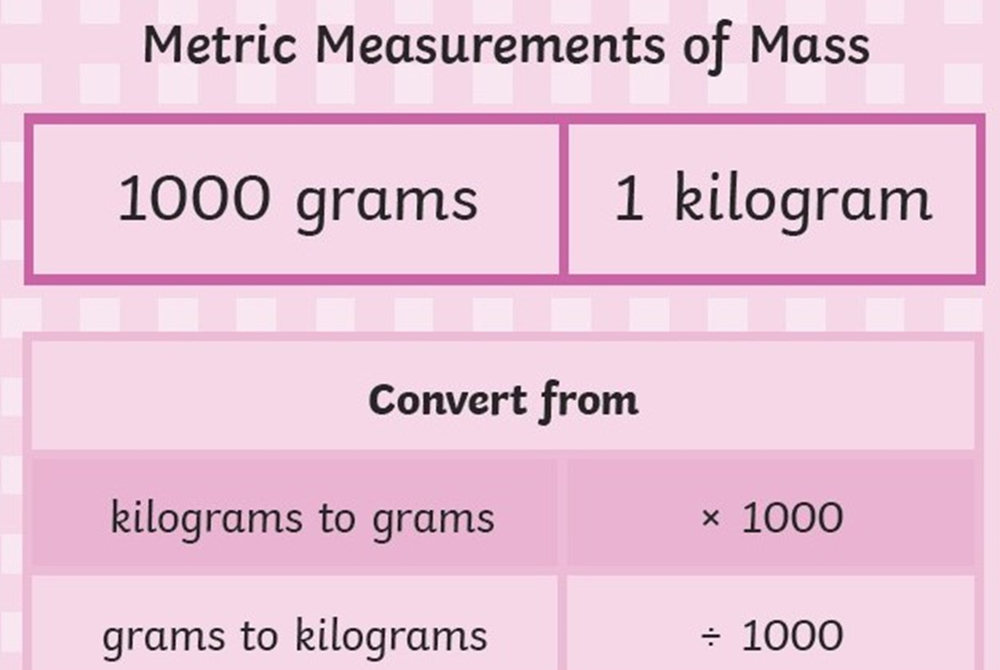 Metric Measurements of Mass
1000 grams 1 kilogram
Convert from
kilograms to grams × 1000
grams to kilograms ÷ 1000